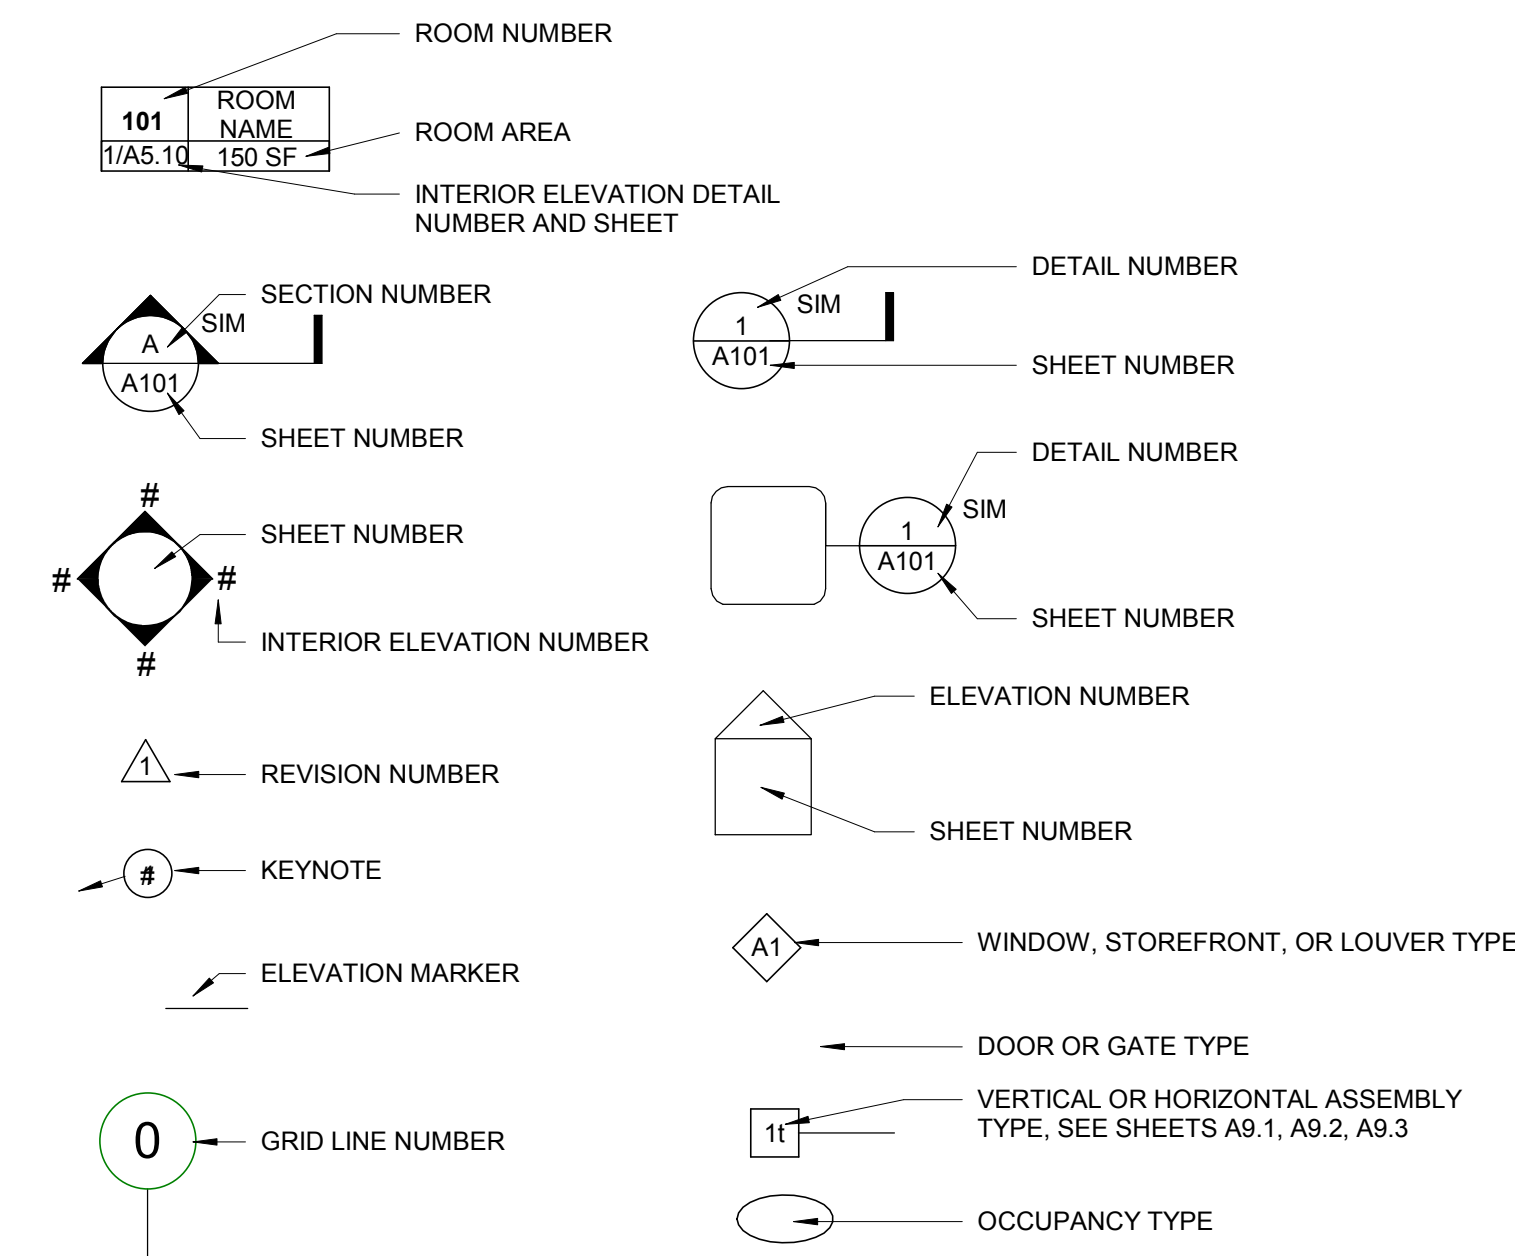 ROOM NUMBER
101
ROOM
NAME
1/A5.10
150 SF
ROOM AREA
INTERIOR ELEVATION DETAIL
NUMBER AND SHEET
SECTION NUMBER
SIM
A
A101
SHEET NUMBER
DETAIL NUMBER
SIM
1
A101
SHEET NUMBER
#
SHEET NUMBER
#
#
INTERIOR ELEVATION NUMBER
#
DETAIL NUMBER
SIM
1
A101
SHEET NUMBER
1
REVISION NUMBER
ELEVATION NUMBER
SHEET NUMBER
#
KEYNOTE
ELEVATION MARKER
A1
WINDOW, STOREFRONT, OR LOUVER TYPE
DOOR OR GATE TYPE
0
GRID LINE NUMBER
1t
VERTICAL OR HORIZONTAL ASSEMBLY
TYPE, SEE SHEETS A9.1, A9.2, A9.3
OCCUPANCY TYPE